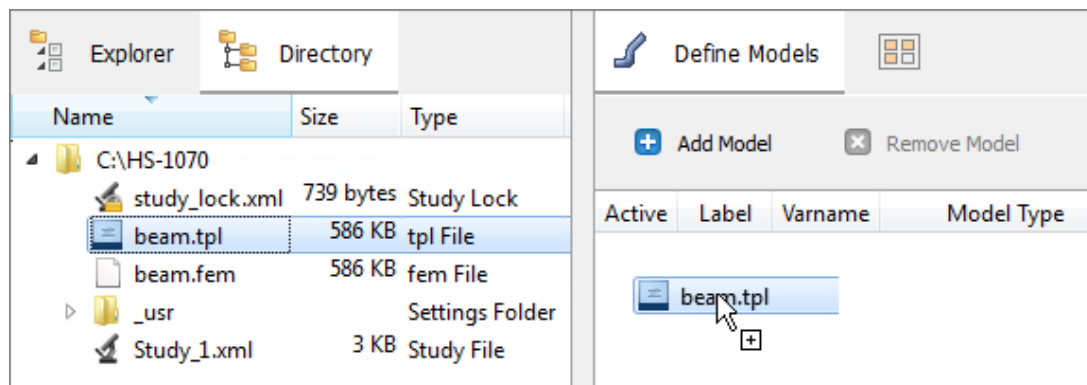 Explorer Directory
Name Size Type
C:\HS-1070
study_lock.xml 739 bytes Study Lock
beam.tpl 586 KB tpl File
beam.fem 586 KB fem File
_usr Settings Folder
Study_1.xml 3 KB Study File
Define Models
Add Model Remove Model
Active Label Varname Model Type
beam.tpl